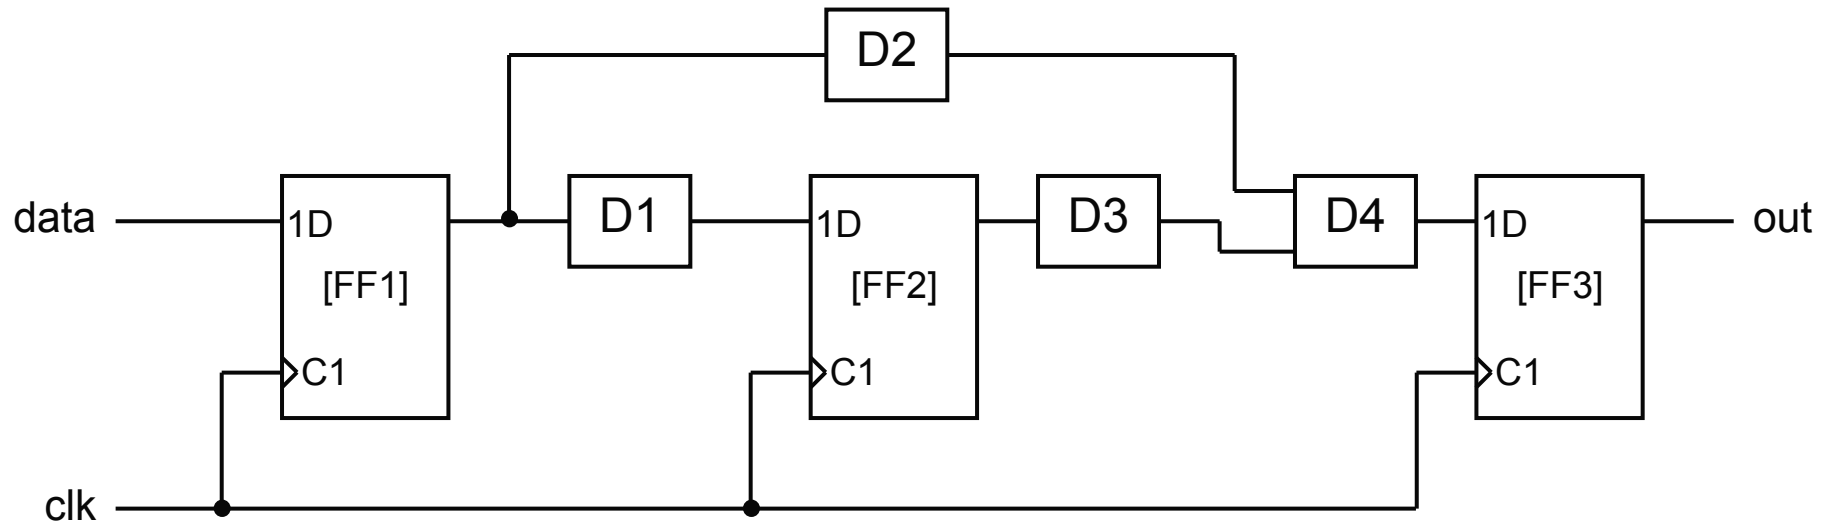 D2
data
1D
[FF1]
C1
D1
1D
[FF2]
C1
D3
D4
1D
[FF3]
C1
out
clk